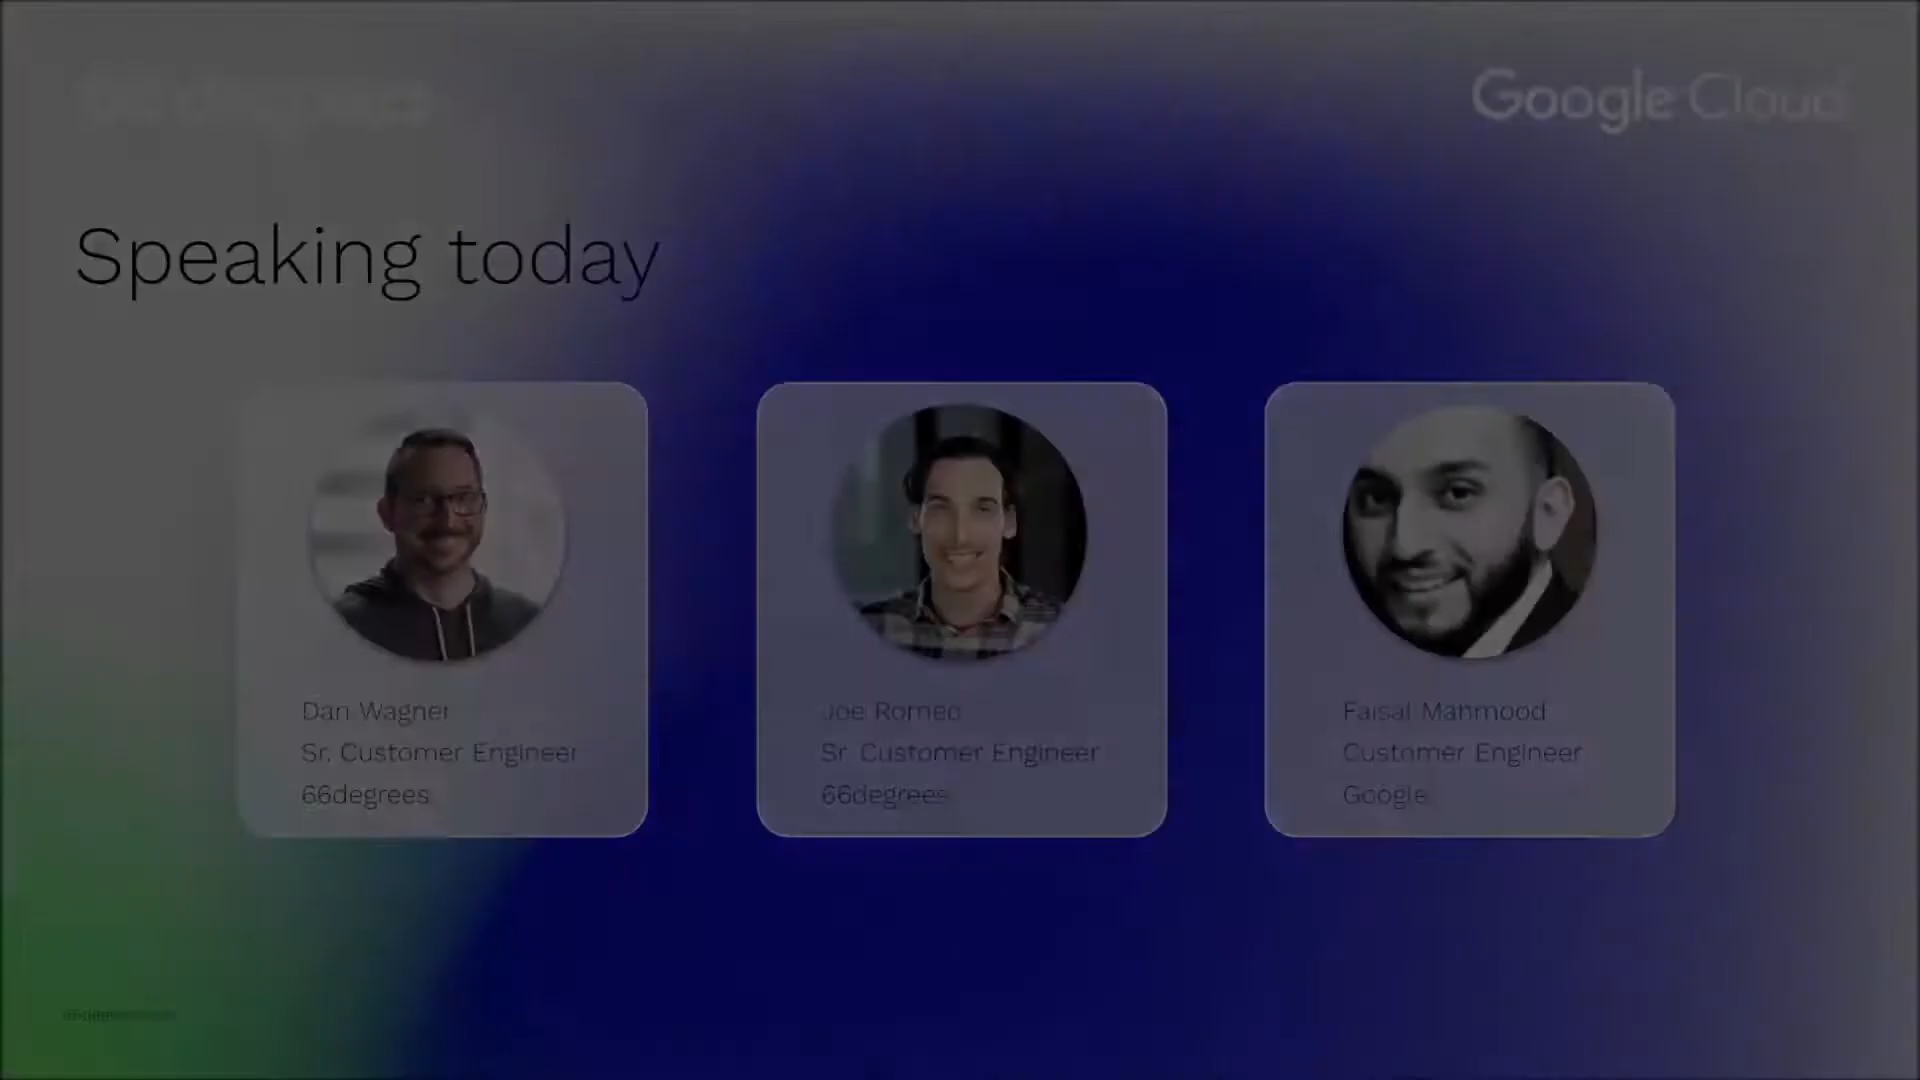 66degrees
Google Cloud
Speaking today
Dan Wagner
Sr. Customer Engineer
66degrees
Joe Romeo
Sr. Customer Engineer
66degrees
Faisal Mahmood
Customer Engineer
Google